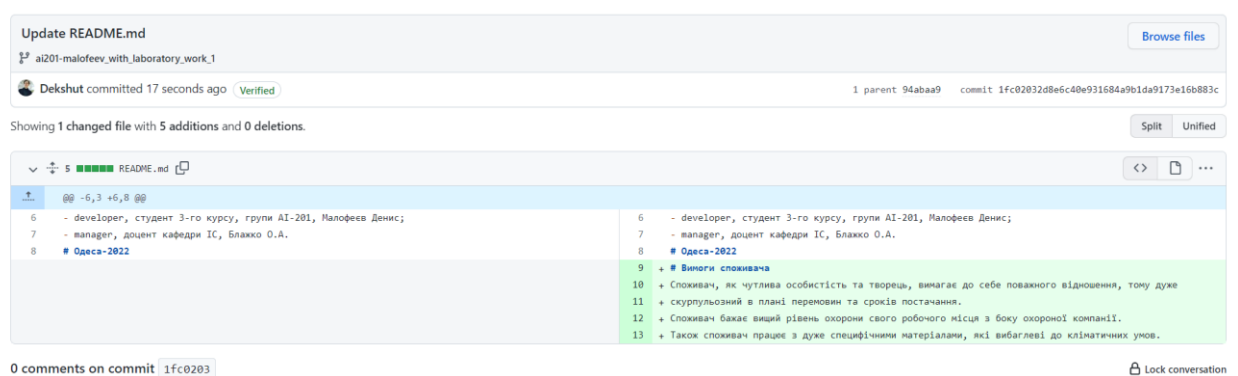 Update README.md
Browse files
ai201-malofeev_with_laboratory_work_1
Dekshut committed 17 seconds ago Verified
1 parent 94abaa9 commit 1fc02032d8e6c40e931684a9b1da9173e16b883c
Showing 1 changed file with 5 additions and 0 deletions.
Split Unified
5 README.md
@@ -6,3 +6,8 @@
6 - developer, студент 3-го курсу, групи АІ-201, Малофеєв Денис;
7 - manager, доцент кафедри ІС, Блажко О.А.
8 # Одеса-2022
6 - developer, студент 3-го курсу, групи АІ-201, Малофеєв Денис;
7 - manager, доцент кафедри ІС, Блажко О.А.
8 # Одеса-2022
9 + # Вимоги споживача
10 + Споживач, як чутлива особистість та творець, вимагає до себе поважного відношення, тому дуже
11 + скурпульозний в плані перемовин та сроків постачання.
12 + Споживач бажає вищий рівень охорони свого робочого місця з боку охороної компанії.
13 + Також споживач працює з дуже специфічними матеріалами, які вибаглеві до кліматичних умов.
0 comments on commit 1fc0203
Lock conversation